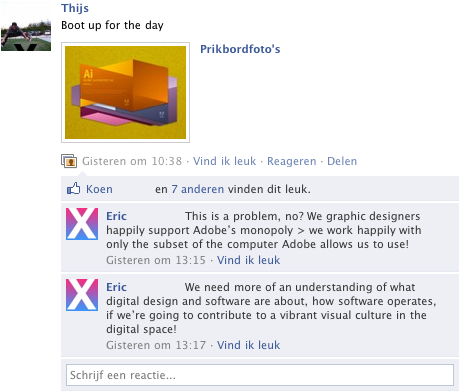 Thijs
Boot up for the day
Prikbordfoto's
Ai
Gisteren om 10:38 · Vind ik leuk · Reageren · Delen
Koen en 7 anderen vinden dit leuk.
Eric This is a problem, no? We graphic designers
happily support Adobe's monopoly > we work happily with
only the subset of the computer Adobe allows us to use!
Gisteren om 13:15 · Vind ik leuk
Eric We need more of an understanding of what
digital design and software are about, how software operates,
if we're going to contribute to a vibrant visual culture in the
digital space!
Gisteren om 13:17 · Vind ik leuk
Schrijf een reactie...